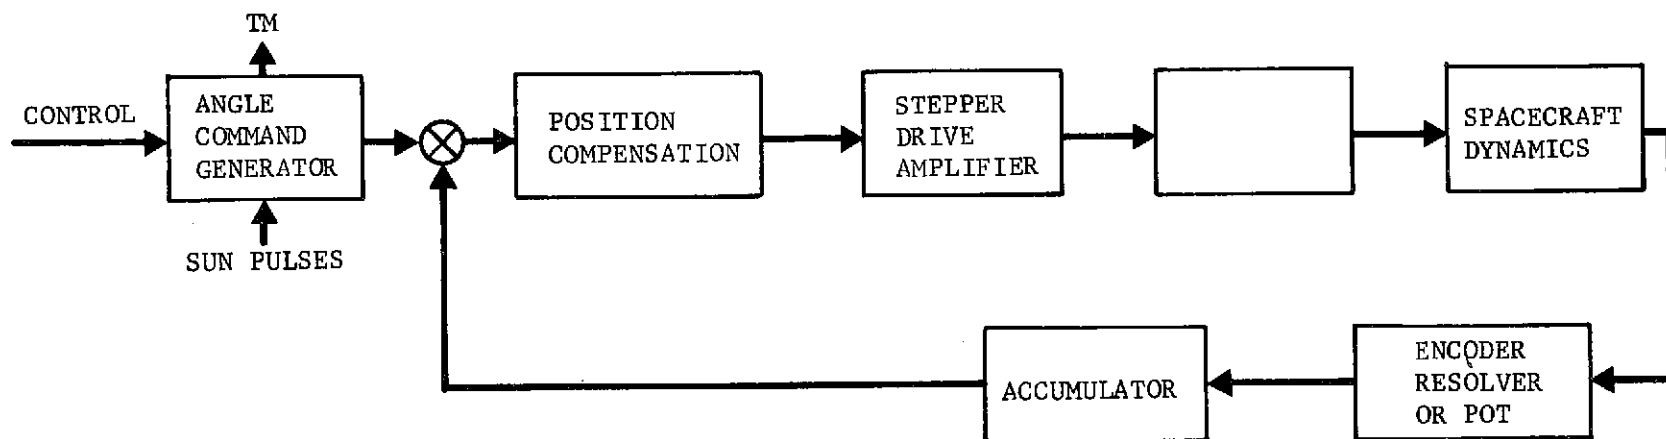 TM
CONTROL
ANGLE
COMMAND
GENERATOR
SUN PULSES
POSITION
COMPENSATION
STEPPER
DRIVE
AMPLIFIER
SPACECRAFT
DYNAMICS
ACCUMULATOR
ENCODER
RESOLVER
OR POT